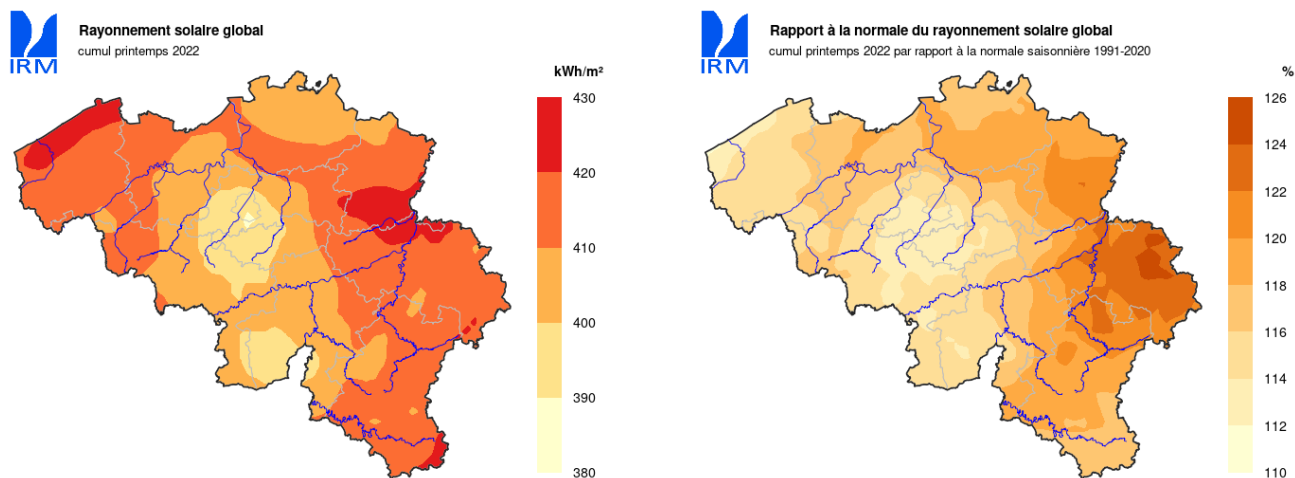 IRM
Rayonnement solaire global
cumul printemps 2022
kWh/m²
430
420
410
400
390
380
IRM
Rapport à la normale du rayonnement solaire global
cumul printemps 2022 par rapport à la normale saisonnière 1991-2020
%
126
124
122
120
118
116
114
112
110